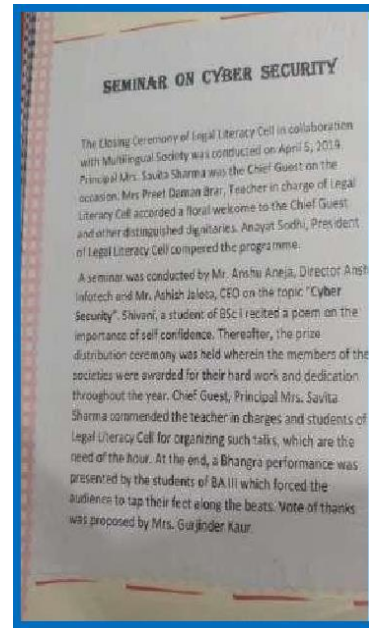 SEMINAR ON CYBER SECURITY
The Closing Ceremony of Legal Literacy Cell in collaboration
with Multilingual Society was conducted on April 5, 2019.
Principal Mrs. Savita Sharma was the Chief Guest on the
occasion. Mrs Preet Daman Brar, Teacher in charge of Legal
Literacy Cell accorded a floral welcome to the Chief Guest
and other distinguished dignitaries. Anayat Sodhi, President
of Legal Literacy Cell compered the programme.
A seminar was conducted by Mr. Anshu Aneja, Director Ansh
Infotech and Mr. Ashish Jalota, CEO on the topic "Cyber
Security". Shivani, a student of BSc I recited a poem on the
importance of self confidence. Thereafter, the prize
distribution ceremony was held wherein the members of the
societies were awarded for their hard work and dedication
throughout the year. Chief Guest, Principal Mrs. Savita
Sharma commended the teacher in charges and students of
Legal Literacy Cell for organizing such talks, which are the
need of the hour. At the end, a Bhangra performance was
presented by the students of BA III which forced the
audience to tap their feet along the beats. Vote of thanks
was proposed by Mrs. Gurjinder Kaur.